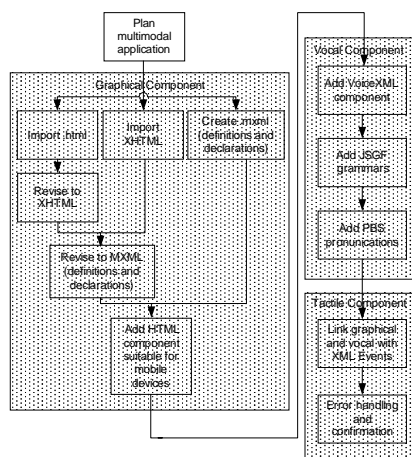 Plan
multimodal
application
Graphical Component
Import .html
Import
XHTML
Create .mxml
(definitions and
declarations)
Revise to
XHTML
Revise to MXML
(definitions and
declarations)
Add HTML
component
suitable for
mobile
devices
Vocal Component
Add VoiceXML
component
Add JSGF
grammars
Add PBS
pronunications
Tactile Component
Link graphical
and vocal with
XML Events
Error handling
and
confirmation